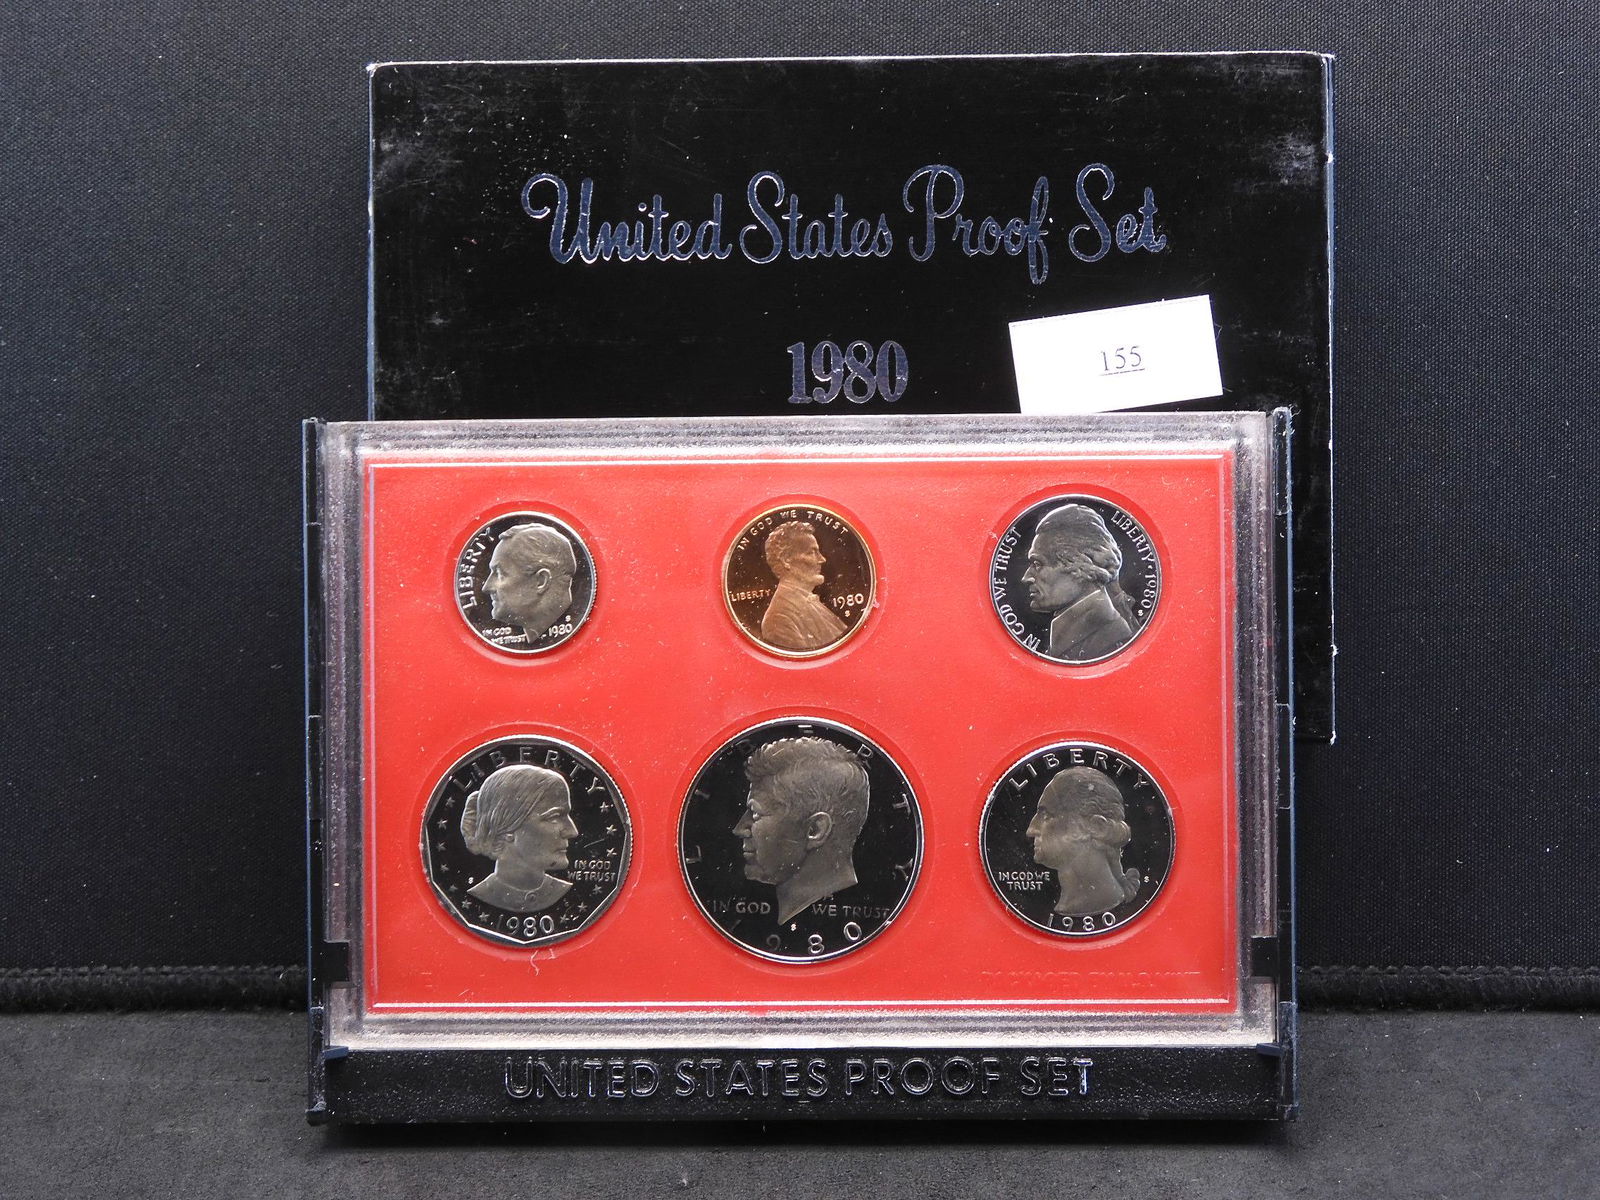 United States Proof Set
1980
155
LIBERTY
IN GOD
WE TRUST
S
1980
IN GOD WE TRUST
LIBERTY
1980
S
IN GOD WE TRUST
LIBERTY · 1980
S
LIBERTY
IN GOD
WE TRUST
S
1980
LIBERTY
IN GOD WE TRUST
S
1980
LIBERTY
IN GOD WE
TRUST
S
1980
UNITED STATES PROOF SET